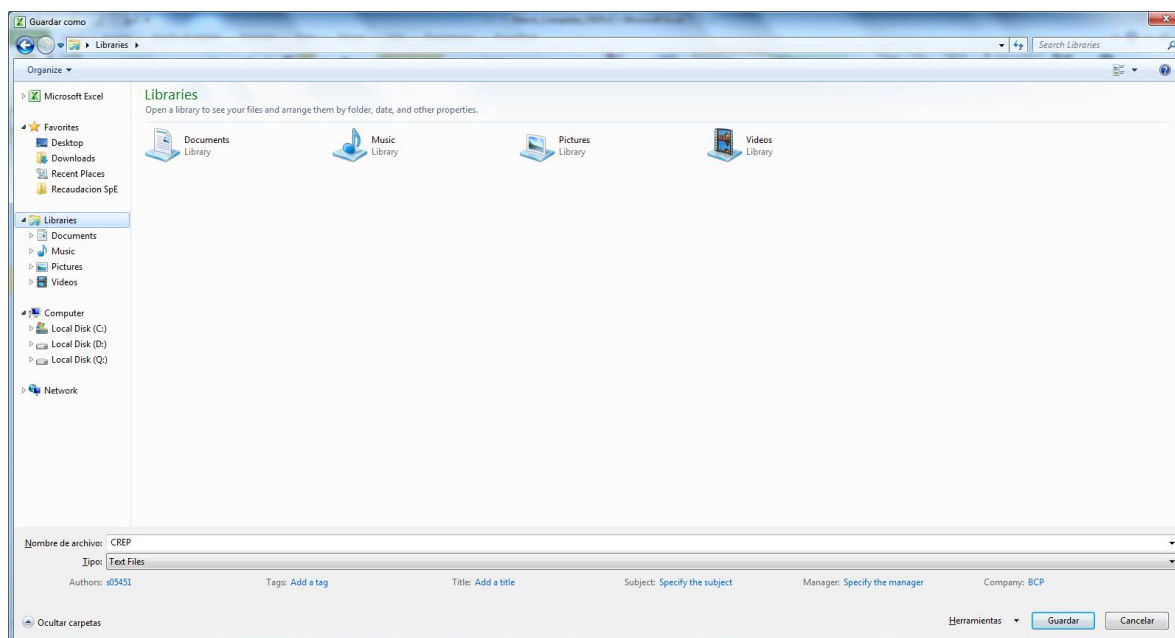 Guardar como
Libraries
Search Libraries
Organize
Microsoft Excel
Favorites
Desktop
Downloads
Recent Places
Recaudacion SpE
Libraries
Documents
Music
Pictures
Videos
Computer
Local Disk (C:)
Local Disk (D:)
Local Disk (Q:)
Network
Libraries
Open a library to see your files and arrange them by folder, date, and other properties.
Documents
Library
Music
Library
Pictures
Library
Videos
Library
Nombre de archivo: CREP
Tipo: Text Files
Authors: s05451 Tags: Add a tag Title: Add a title Subject: Specify the subject Manager: Specify the manager Company: BCP
Ocultar carpetas Herramientas Guardar Cancelar